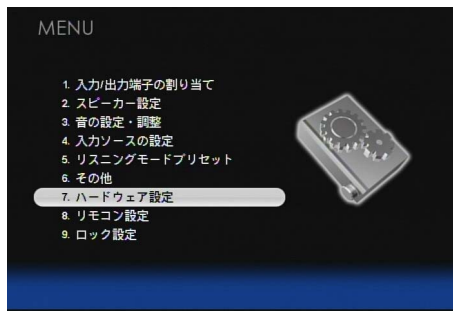 MENU
1. 入力/出力端子の割り当て
2. スピーカー設定
3. 音の設定・調整
4. 入力ソースの設定
5. リスニングモードプリセット
6. その他
7. ハードウェア設定
8. リモコン設定
9. ロック設定